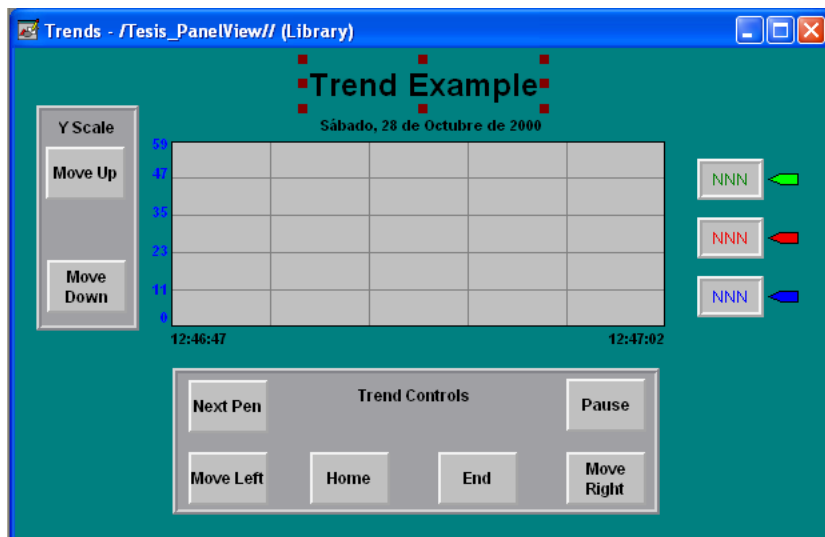 Trends - /Tesis_PanelView// (Library)
Trend Example
Sábado, 28 de Octubre de 2000
Y Scale
Move Up
Move
Down
59
47
35
23
11
0
12:46:47
12:47:02
NNN
NNN
NNN
Trend Controls
Next Pen
Pause
Move Left
Home
End
Move
Right